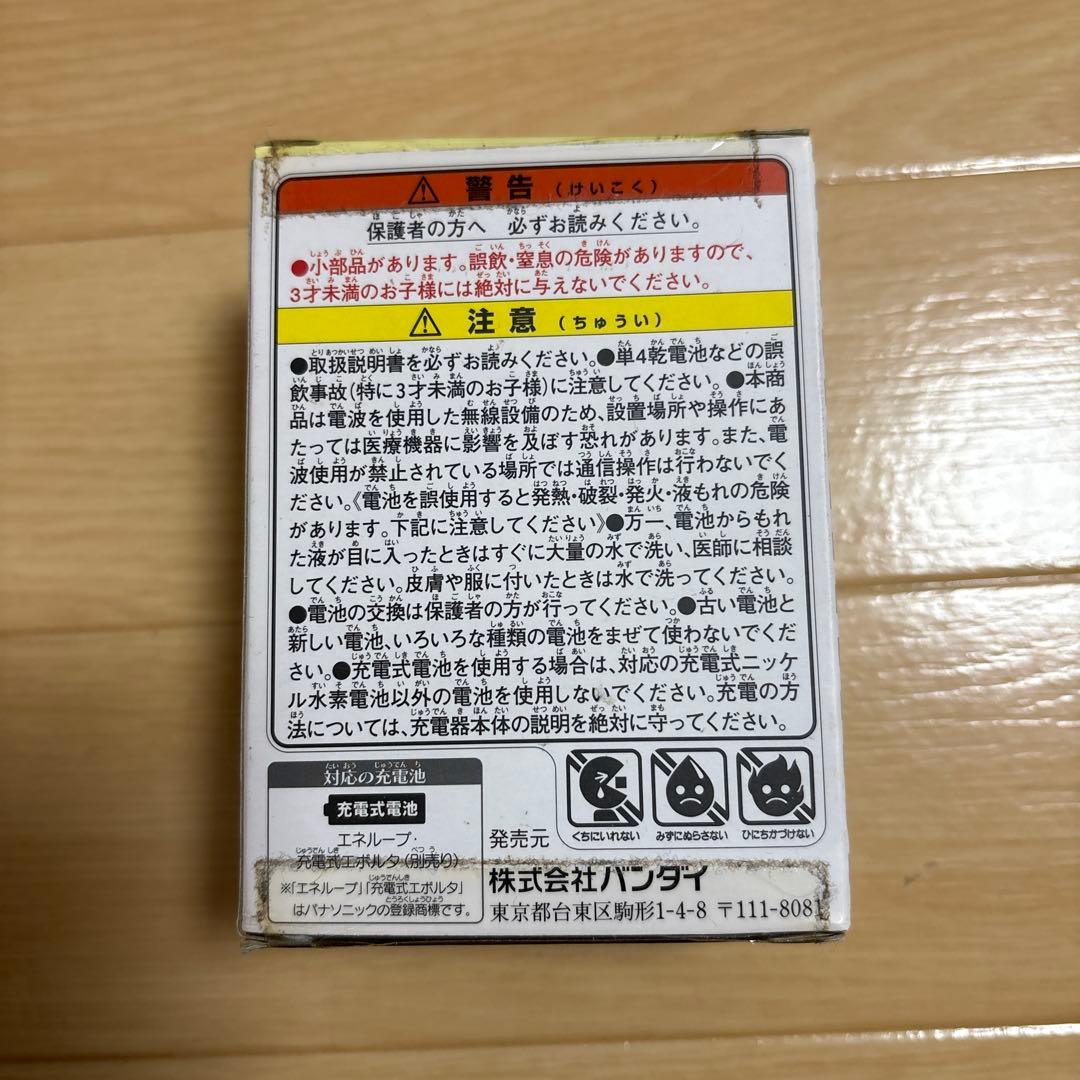 ⚠ 警告 (けいこく)
保護者の方へ 必ずお読みください。
●小部品があります。誤飲・窒息の危険がありますので、
3才未満のお子様には絶対に与えないでください。
⚠ 注意 (ちゅうい)
●取扱説明書を必ずお読みください。●単4乾電池などの誤
飲事故(特に3才未満のお子様)に注意してください。●本商
品は電波を使用した無線設備のため、設置場所や操作にあ
たっては医療機器に影響を及ぼす恐れがあります。また、電
波使用が禁止されている場所では通信操作は行わないでく
ださい。《電池を誤使用すると発熱・破裂・発火・液もれの危険
があります。下記に注意してください》●万一、電池からもれ
た液が目に入ったときはすぐに大量の水で洗い、医師に相談
してください。皮膚や服に付いたときは水で洗ってください。
●電池の交換は保護者の方が行ってください。●古い電池と
新しい電池、いろいろな種類の電池をまぜて使わないでくだ
さい。●充電式電池を使用する場合は、対応の充電式ニッケ
ル水素電池以外の電池を使用しないでください。充電の方
法については、充電器本体の説明を絶対に守ってください。
対応の充電池
充電式電池
エネループ・
充電式エボルタ(別売り)
※「エネループ」「充電式エボルタ」
はパナソニックの登録商標です。
くちにいれない
みずにぬらさない
ひにちかづけない
発売元
株式会社バンダイ
東京都台東区駒形1-4-8 〒111-8081